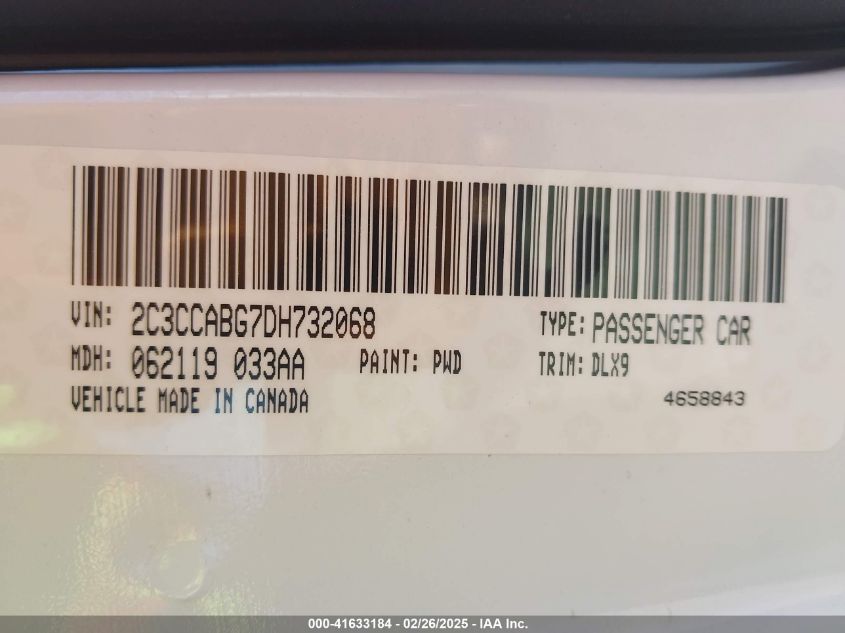 VIN: 2C3CCABG7DH732068 TYPE: PASSENGER CAR
MDH: 062119 033AA PAINT: PWD TRIM: DLX9
VEHICLE MADE IN CANADA 4658843
000-41633184 - 02/26/2025 - IAA Inc.